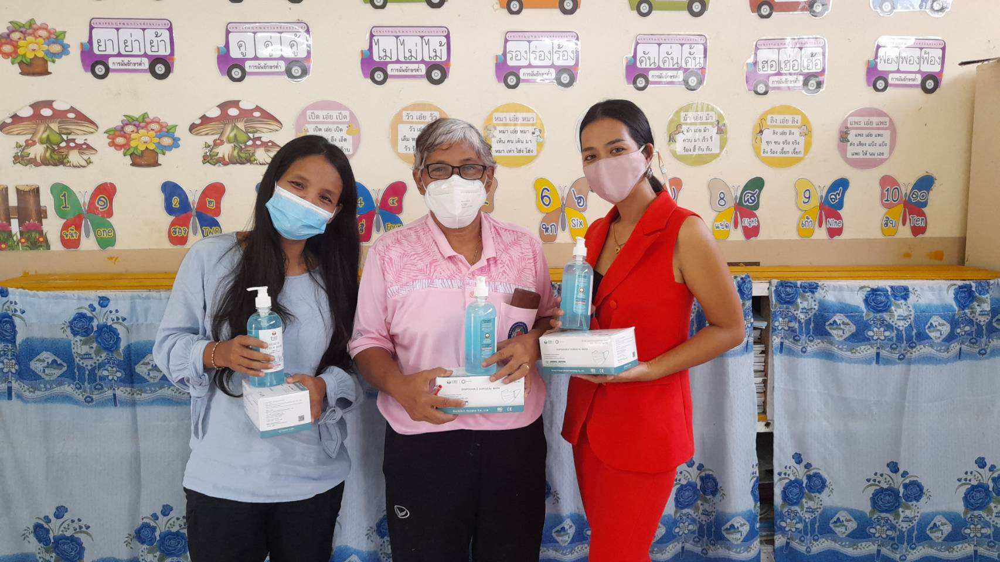 ยา ย่า ย้า
การผันอักษรต่ำ
คู คู่ คู้
การผันอักษรต่ำ
ไม ไม่ ไม้
การผันอักษรต่ำ
รอง ร่อง ร้อง
การผันอักษรต่ำ
คัน คั่น คั้น
การผันอักษรต่ำ
เฮอ เฮ่อ เฮ้อ
การผันอักษรต่ำ
ฟอง ฟ่อง ฟ้อง
การผันอักษรต่ำ
เป็ด เอ๋ย เป็ด
เป็ด เอ๋ย เป็ด
วัว เอ๋ย วัว
วัว เอ๋ย
หมา เอ๋ย หมา
หมา เอ๋ย หมา
เห็น คน เดิน มา
หมา เห่า โฮ่ง โฮ่ง
ม้า เอ๋ย ม้า
ม้า เอ๋ย ม้า
ควบ มา เร็ว รี่
ร้อง ฮี้ กับ กับ
ลิง เอ๋ย ลิง
ลิง เอ๋ย ลิง
ซุก ซน จริง จริง
ลิง ร้อง เจี๊ยก เจี๊ยก
แพะ เอ๋ย แพะ
แพะ เอ๋ย แพะ
ส่ง เสียง แบ๊ะ แบ๊ะ
แพะ ให้ นม เอย
1 ๑
หนึ่ง one
2 ๒
สอง TWO
4 ๔
สี่ Four
6 ๖
หก Six
8 ๘
แปด Eight
9 ๙
เก้า Nine
10 ๑๐
สิบ Ten
DISPOSABLE SURGICAL MASK
CE
DISPOSABLE SURGICAL MASK
CE